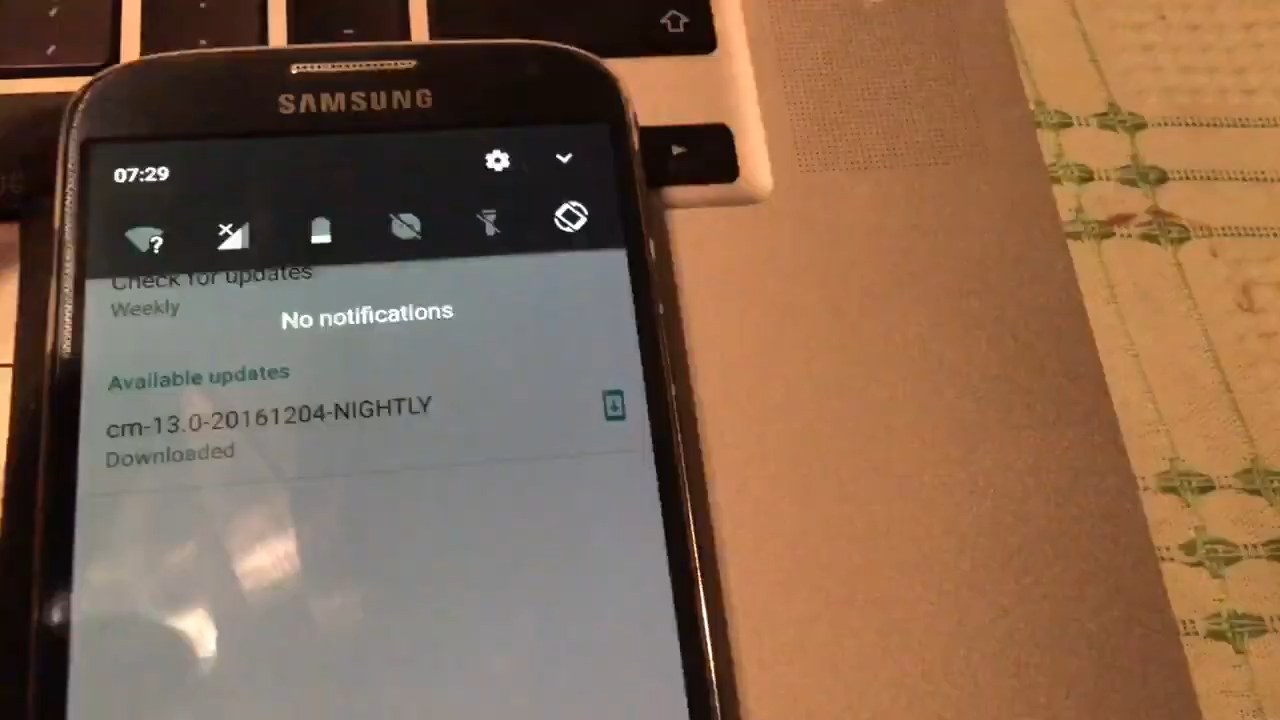 SAMSUNG
07:29
?
Check for updates
Weekly
No notifications
Available updates
cm-13.0-20161204-NIGHTLY
Downloaded